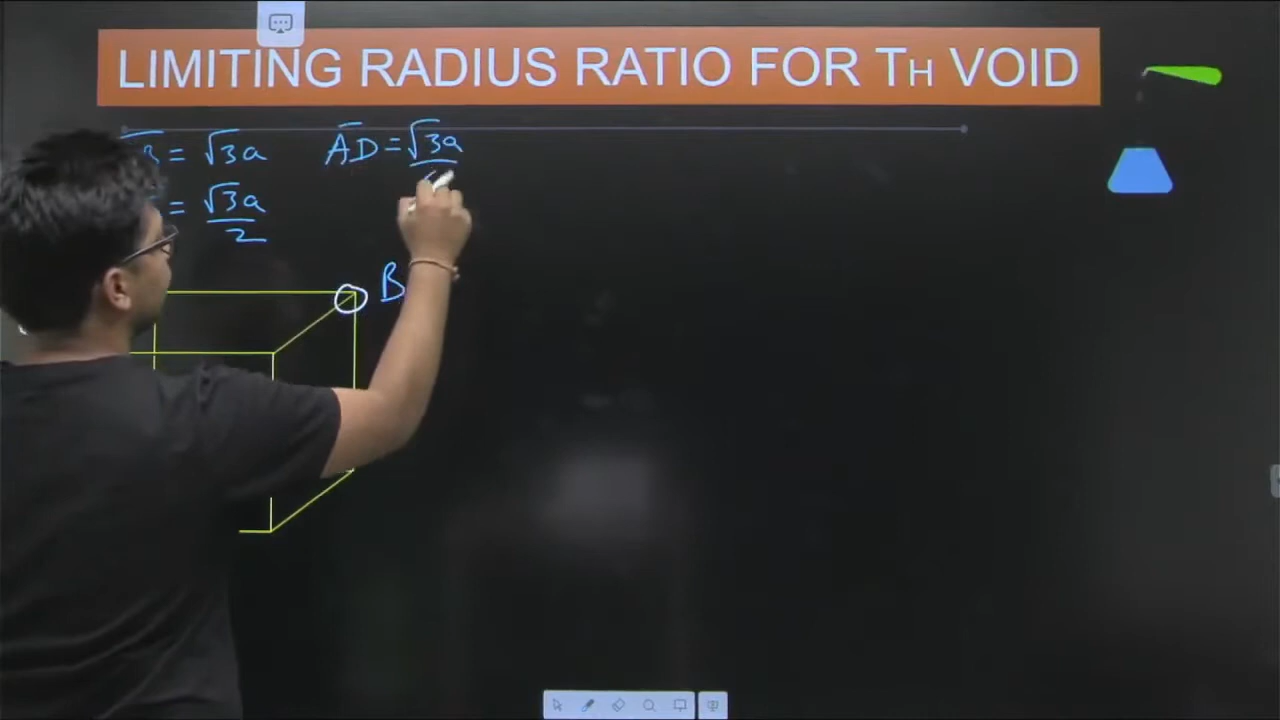 LIMITING RADIUS RATIO FOR TH VOID
B = √3a
AD = √3a
= √3a/2
B